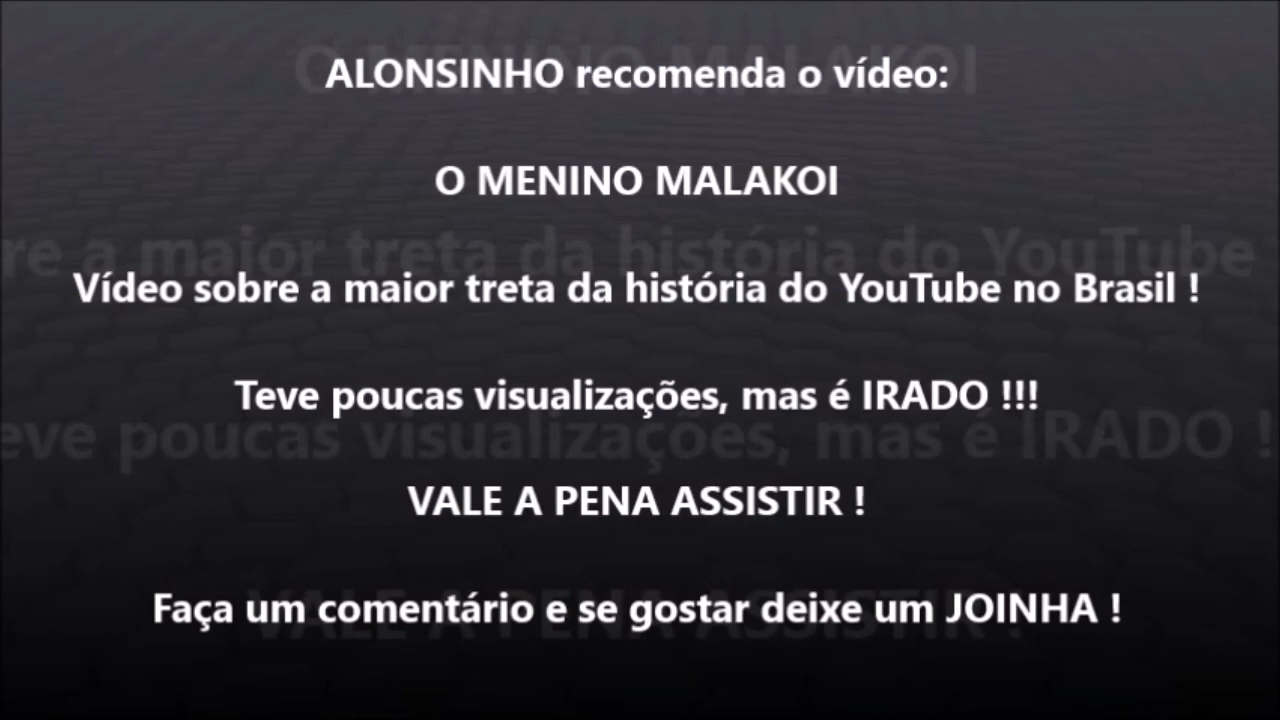 ALONSINHO recomenda o vídeo:
O MENINO MALAKOI
Vídeo sobre a maior treta da história do YouTube no Brasil !
Teve poucas visualizações, mas é IRADO !!!
VALE A PENA ASSISTIR !
Faça um comentário e se gostar deixe um JOINHA !